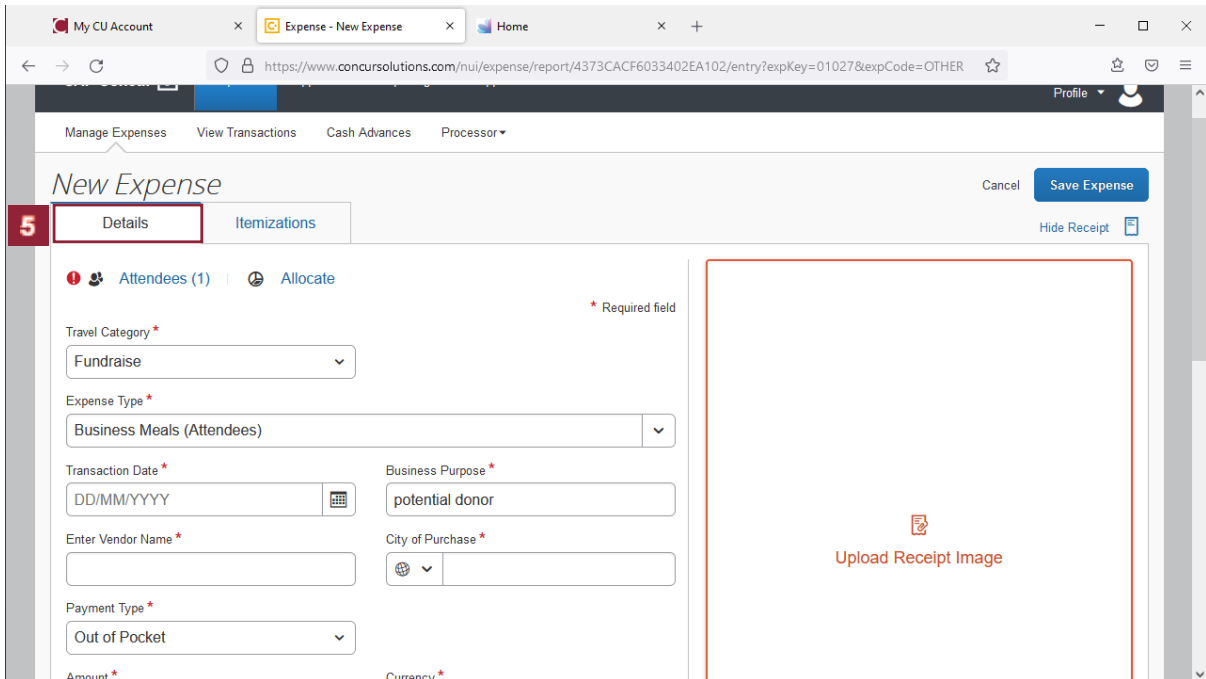 My CU Account
Expense - New Expense
Home
https://www.concursolutions.com/nui/expense/report/4373CACF6033402EA102/entry?expKey=01027&expCode=OTHER
Profile
Manage Expenses View Transactions Cash Advances Processor
New Expense
Cancel Save Expense
5 Details Itemizations
Hide Receipt
Attendees (1) Allocate
* Required field
Travel Category *
Fundraise
Expense Type *
Business Meals (Attendees)
Transaction Date * Business Purpose *
DD/MM/YYYY potential donor
Enter Vendor Name * City of Purchase *
Upload Receipt Image
Payment Type *
Out of Pocket
Amount * Currency *